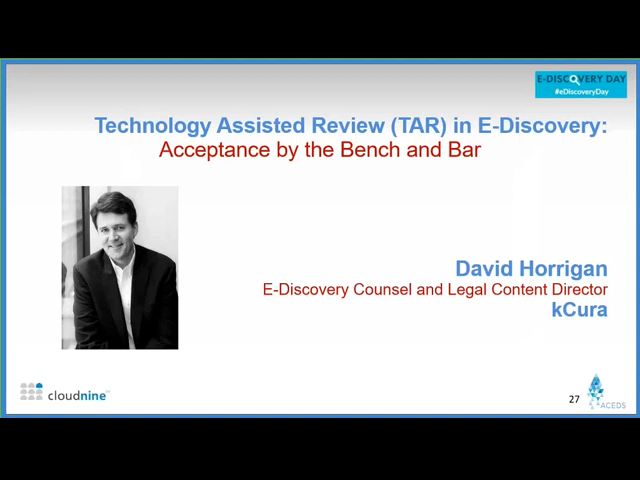 E-DISCOVERY DAY
#eDiscoveryDay
Technology Assisted Review (TAR) in E-Discovery:
Acceptance by the Bench and Bar
David Horrigan
E-Discovery Counsel and Legal Content Director
kCura
cloudnine™
27
ACEDS